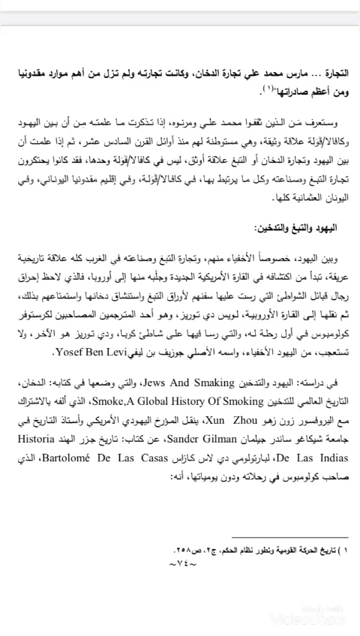 التجارة ... مارس محمد علي تجارة الدخان، وكانت تجارته ولم تزل من أهم موارد مقدونيا
ومن أعظم صادراتها"(١).
وستعرف مَن الذين ثقفوا محمد علي ومرنوه، إذا تذكرت ما علمته من أن بين اليهود
وكافالا/قولة علاقة وثيقة، وهي مستوطنة لهم منذ أوائل القرن السادس عشر، ثم إذا علمت أن
بين اليهود وتجارة الدخان أو التبغ علاقة أوثق، ليس في كافالا/قولة وحدها، فقد كانوا يحتكرون
تجارة التبغ وصناعته وكل ما يرتبط بها، في كافالا/قولة، وفي إقليم مقدونيا اليوناني، وفي
اليونان العثمانية كلها.
اليهود والتبغ والتدخين:
وبين اليهود، خصوصاً الأخفياء منهم، وتجارة التبغ وصناعته في الغرب كله علاقة تاريخية
عريقة، تبدأ من اكتشافه في القارة الأمريكية الجديدة وجلْبه منها إلى أوروبا، فالذي لاحظ إحراق
رجال قبائل الشواطئ التي رست عليها سفنهم لأوراق التبغ واستنشاق دخانها واستمتاعهم بذلك،
ثم نقلها إلى القارة الأوروبية، لويس دي توريز، وهو أحد المترجمين المصاحبين لكرستوفر
كولومبوس في أول رحلة له، والتي رسا فيها على شاطئ كوبا، ودي توريز هو الآخر، ولا
تستعجب، من اليهود الأخفياء، واسمه الأصلي جوزيف بن ليفي Yosef Ben Levi.
في دراسته: اليهود والتدخين Jews And Smaking، والتي وضعها في كتابه: الدخان،
التاريخ العالمي للتدخين Smoke,A Global History Of Smoking، الذي ألفه بالاشتراك
مع البروفسور زون زهو Xun Zhou، ينقل المؤرخ اليهودي الأمريكي وأستاذ التاريخ في
جامعة شيكاغو ساندر جيلمان Sander Gilman، عن كتاب: تاريخ جزر الهند Historia
De Las Indias، لبارتولومي دي لاس كازاس Bartolomé De Las Casas، الذي
صاحب كولومبوس في رحلاته ودون يومياتها، أنه:
١ ) تاريخ الحركة القومية وتطور نظام الحكم، ج٢، ص٢٥٨.
~٧٤~
VideoShow